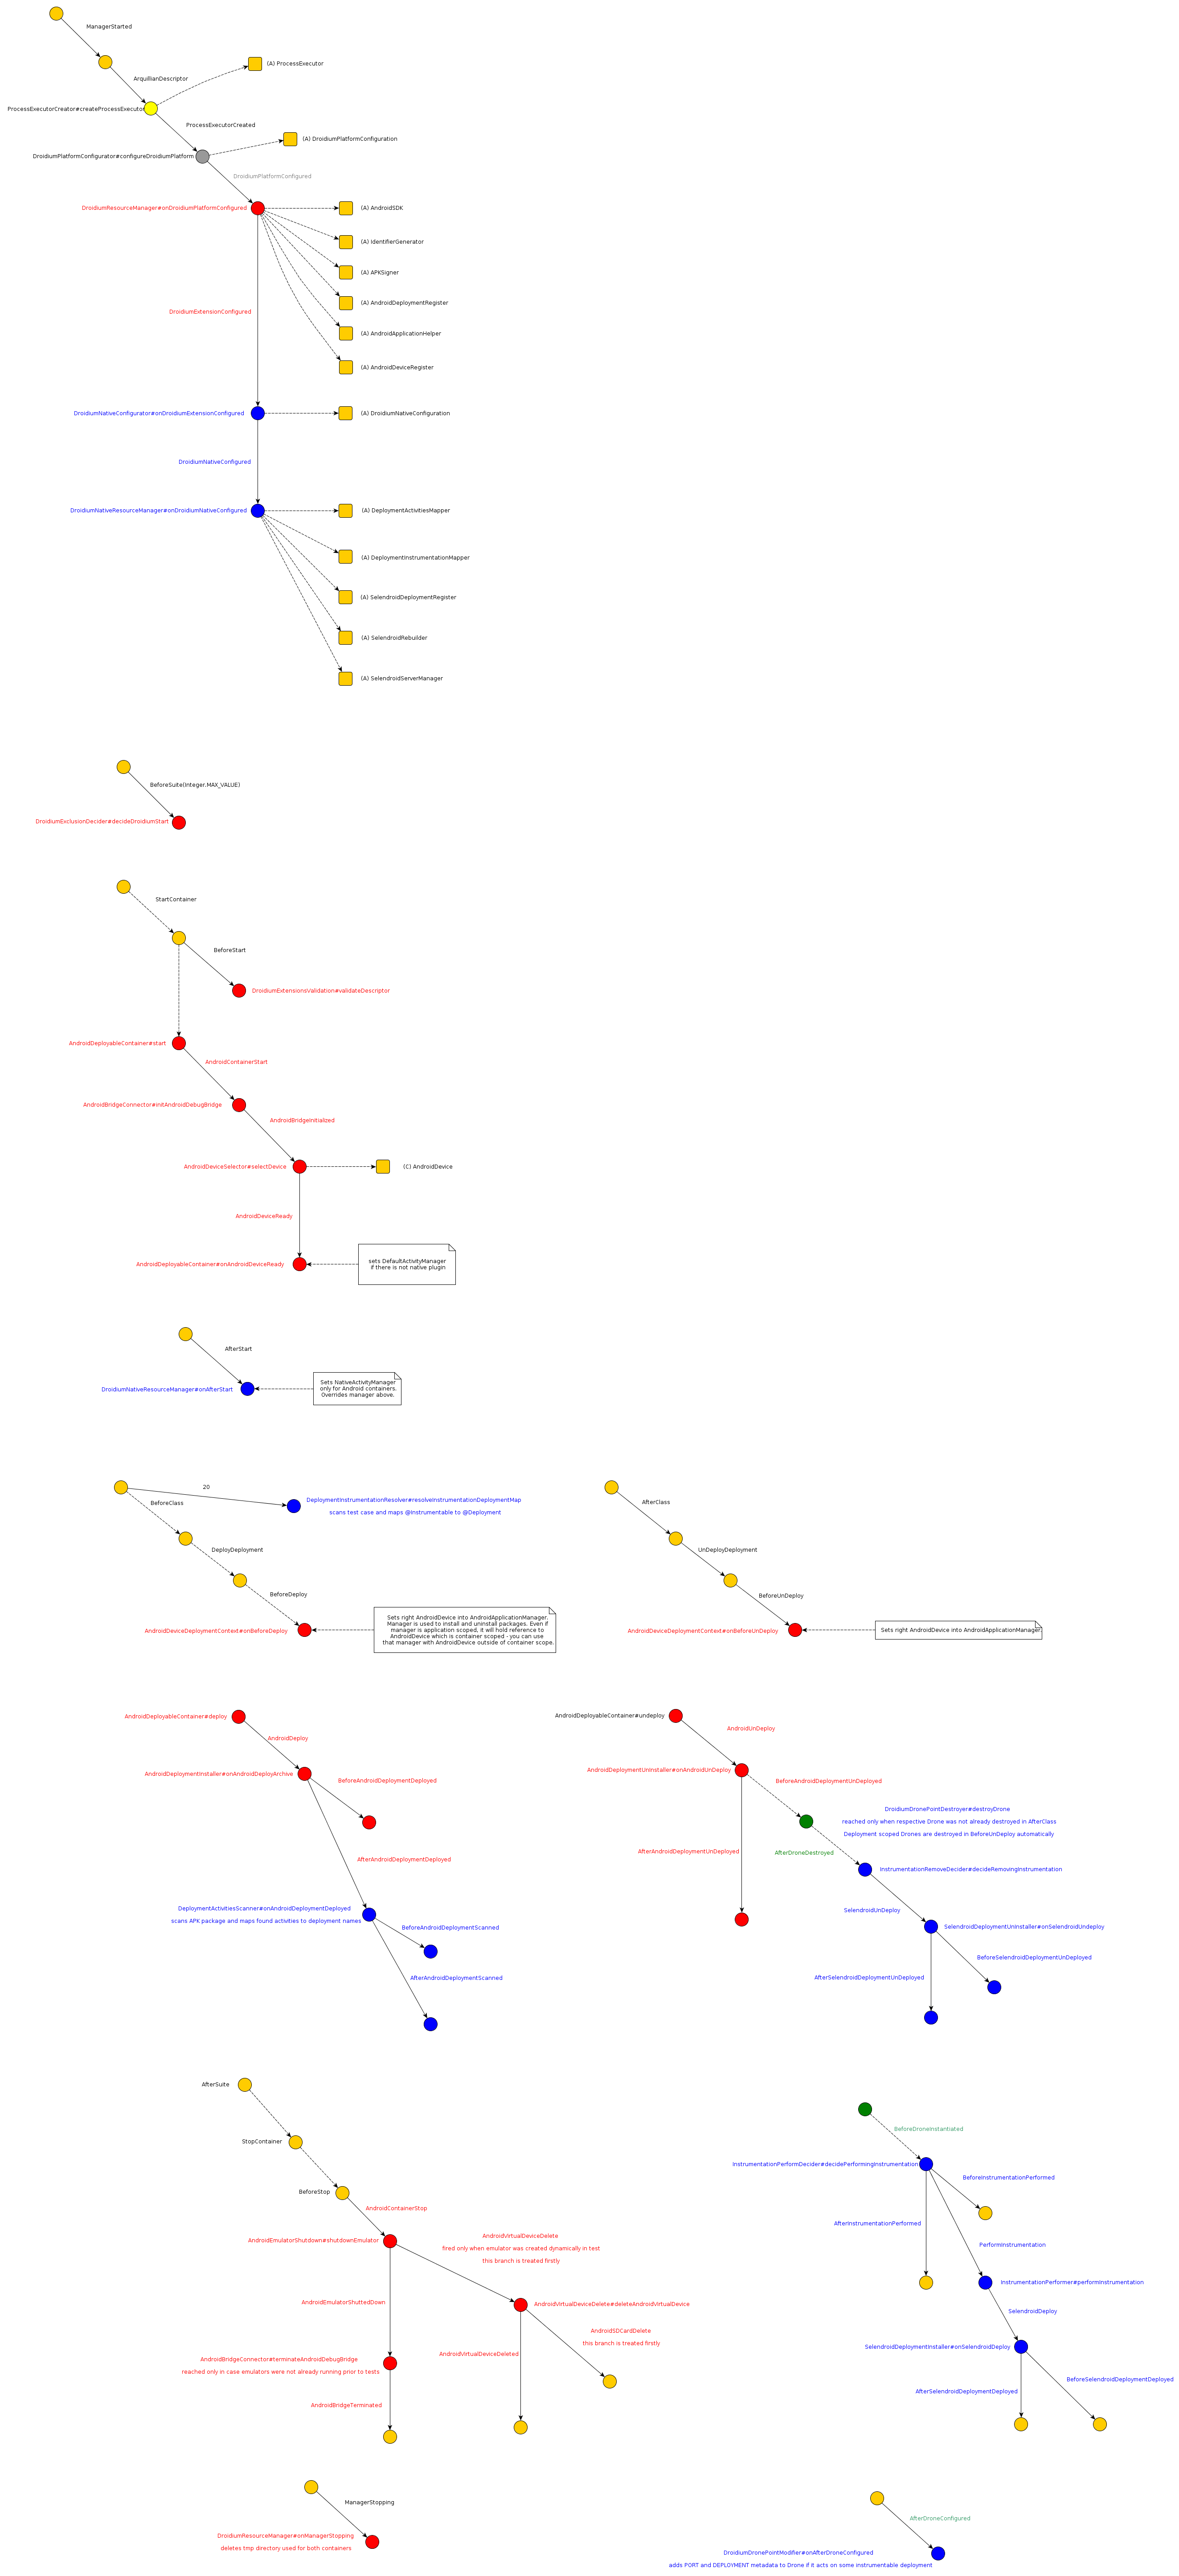 ManagerStarted
(A) ProcessExecutor
ArquillianDescriptor
ProcessExecutorCreator#createProcessExecutor
ProcessExecutorCreated
(A) DroidiumPlatformConfiguration
DroidiumPlatformConfigurator#configureDroidiumPlatform
DroidiumPlatformConfigured
DroidiumResourceManager#onDroidiumPlatformConfigured
(A) AndroidSDK
(A) IdentifierGenerator
(A) APKSigner
(A) AndroidDeploymentRegister
DroidiumExtensionConfigured
(A) AndroidApplicationHelper
(A) AndroidDeviceRegister
DroidiumNativeConfigurator#onDroidiumExtensionConfigured
(A) DroidiumNativeConfiguration
DroidiumNativeConfigured
DroidiumNativeResourceManager#onDroidiumNativeConfigured
(A) DeploymentActivitiesMapper
(A) DeploymentInstrumentationMapper
(A) SelendroidDeploymentRegister
(A) SelendroidRebuilder
(A) SelendroidServerManager
BeforeSuite(Integer.MAX_VALUE)
DroidiumExclusionDecider#decideDroidiumStart
StartContainer
BeforeStart
DroidiumExtensionsValidation#validateDescriptor
AndroidDeployableContainer#start
AndroidContainerStart
AndroidBridgeConnector#initAndroidDebugBridge
AndroidBridgeInitialized
AndroidDeviceSelector#selectDevice
(C) AndroidDevice
AndroidDeviceReady
AndroidDeployableContainer#onAndroidDeviceReady
sets DefaultActivityManager
if there is not native plugin
AfterStart
DroidiumNativeResourceManager#onAfterStart
Sets NativeActivityManager
only for Android containers.
Overrides manager above.
20
BeforeClass
DeploymentInstrumentationResolver#resolveInstrumentationDeploymentMap
scans test case and maps @Instrumentable to @Deployment
DeployDeployment
BeforeDeploy
AndroidDeviceDeploymentContext#onBeforeDeploy
Sets right AndroidDevice into AndroidApplicationManager.
Manager is used to install and uninstall packages. Even if
manager is application scoped, it will hold reference to
AndroidDevice which is container scoped - you can use
that manager with AndroidDevice outside of container scope.
AfterClass
UnDeployDeployment
BeforeUnDeploy
AndroidDeviceDeploymentContext#onBeforeUnDeploy
Sets right AndroidDevice into AndroidApplicationManager.
AndroidDeployableContainer#deploy
AndroidDeploy
AndroidDeploymentInstaller#onAndroidDeployArchive
BeforeAndroidDeploymentDeployed
AfterAndroidDeploymentDeployed
DeploymentActivitiesScanner#onAndroidDeploymentDeployed
scans APK package and maps found activities to deployment names
BeforeAndroidDeploymentScanned
AfterAndroidDeploymentScanned
AndroidDeployableContainer#undeploy
AndroidUnDeploy
AndroidDeploymentUninstaller#onAndroidUnDeploy
BeforeAndroidDeploymentUnDeployed
DroidiumDronePointDestroyer#destroyDrone
reached only when respective Drone was not already destroyed in AfterClass
Deployment scoped Drones are destroyed in BeforeUnDeploy automatically
AfterAndroidDeploymentUnDeployed
AfterDroneDestroyed
InstrumentationRemoveDecider#decideRemovingInstrumentation
SelendroidUnDeploy
SelendroidDeploymentUnInstaller#onSelendroidUndeploy
BeforeSelendroidDeploymentUnDeployed
AfterSelendroidDeploymentUnDeployed
AfterSuite
StopContainer
BeforeStop
AndroidContainerStop
AndroidEmulatorShutdown#shutdownEmulator
AndroidVirtualDeviceDelete
fired only when emulator was created dynamically in test
this branch is treated firstly
AndroidEmulatorShuttedDown
AndroidVirtualDeviceDelete#deleteAndroidVirtualDevice
AndroidSDCardDelete
this branch is treated firstly
AndroidVirtualDeviceDeleted
AndroidBridgeConnector#terminateAndroidDebugBridge
reached only in case emulators were not already running prior to tests
AndroidBridgeTerminated
BeforeDroneInstantiated
InstrumentationPerformDecider#decidePerformingInstrumentation
BeforeInstrumentationPerformed
AfterInstrumentationPerformed
PerformInstrumentation
InstrumentationPerformer#performInstrumentation
SelendroidDeploy
SelendroidDeploymentInstaller#onSelendroidDeploy
BeforeSelendroidDeploymentDeployed
AfterSelendroidDeploymentDeployed
ManagerStopping
DroidiumResourceManager#onManagerStopping
deletes tmp directory used for both containers
AfterDroneConfigured
DroidiumDronePointModifier#onAfterDroneConfigured
adds PORT and DEPLOYMENT metadata to Drone if it acts on some instrumentable deployment